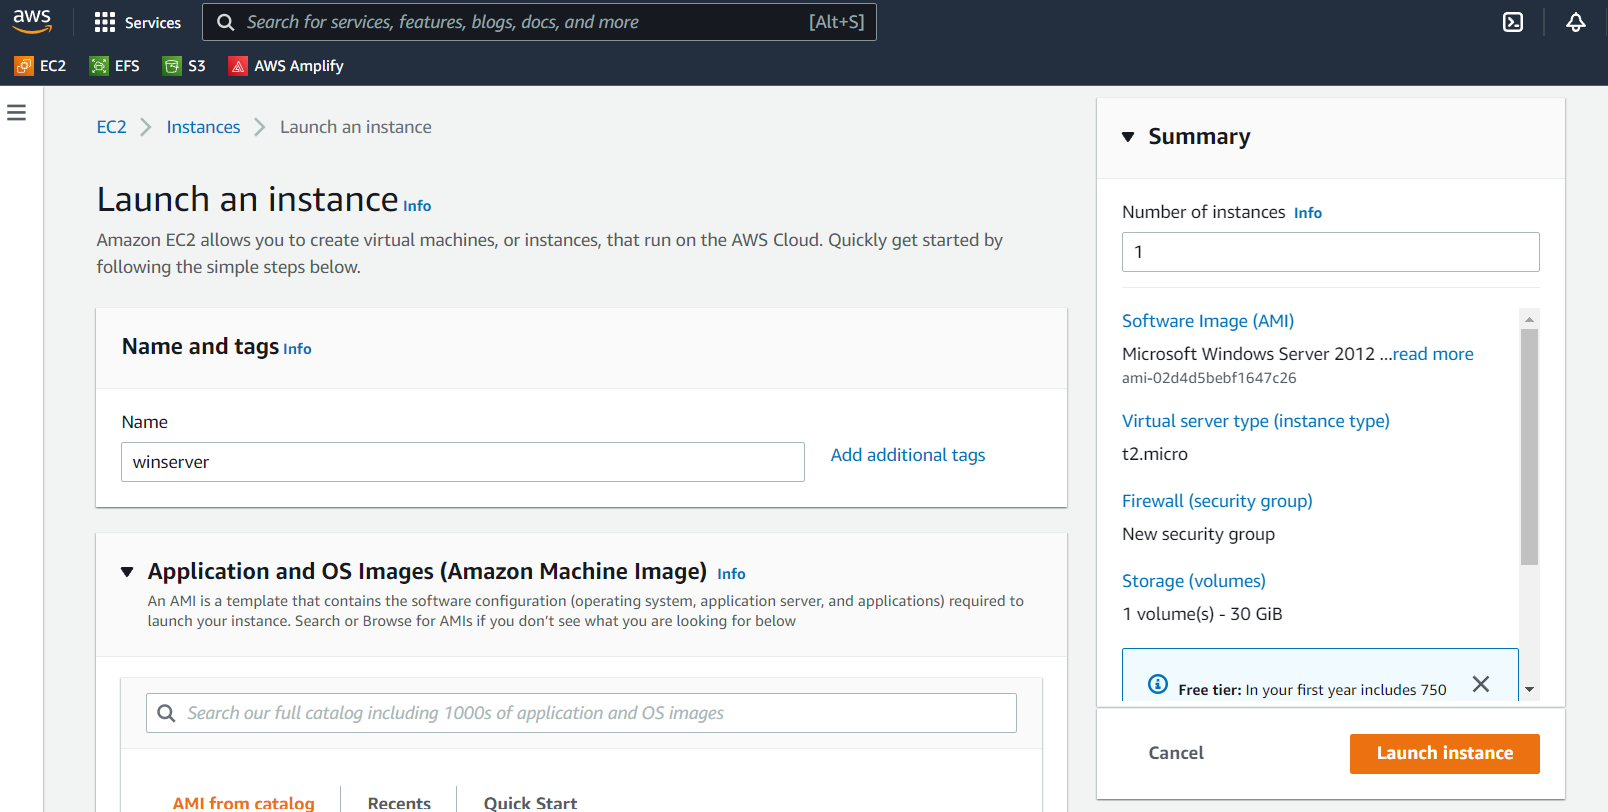 aws
Services
Search for services, features, blogs, docs, and more [Alt+S]
EC2 EFS S3 AWS Amplify
EC2 > Instances > Launch an instance
Launch an instance Info
Amazon EC2 allows you to create virtual machines, or instances, that run on the AWS Cloud. Quickly get started by
following the simple steps below.
Name and tags Info
Name
winserver
Add additional tags
Application and OS Images (Amazon Machine Image) Info
An AMI is a template that contains the software configuration (operating system, application server, and applications) required to
launch your instance. Search or Browse for AMIs if you don't see what you are looking for below
Search our full catalog including 1000s of application and OS images
AMI from catalog
Recents
Quick Start
Summary
Number of instances Info
1
Software Image (AMI)
Microsoft Windows Server 2012 ...read more
ami-02d4d5bebf1647c26
Virtual server type (instance type)
t2.micro
Firewall (security group)
New security group
Storage (volumes)
1 volume(s) - 30 GiB
Free tier: In your first year includes 750
Cancel
Launch instance